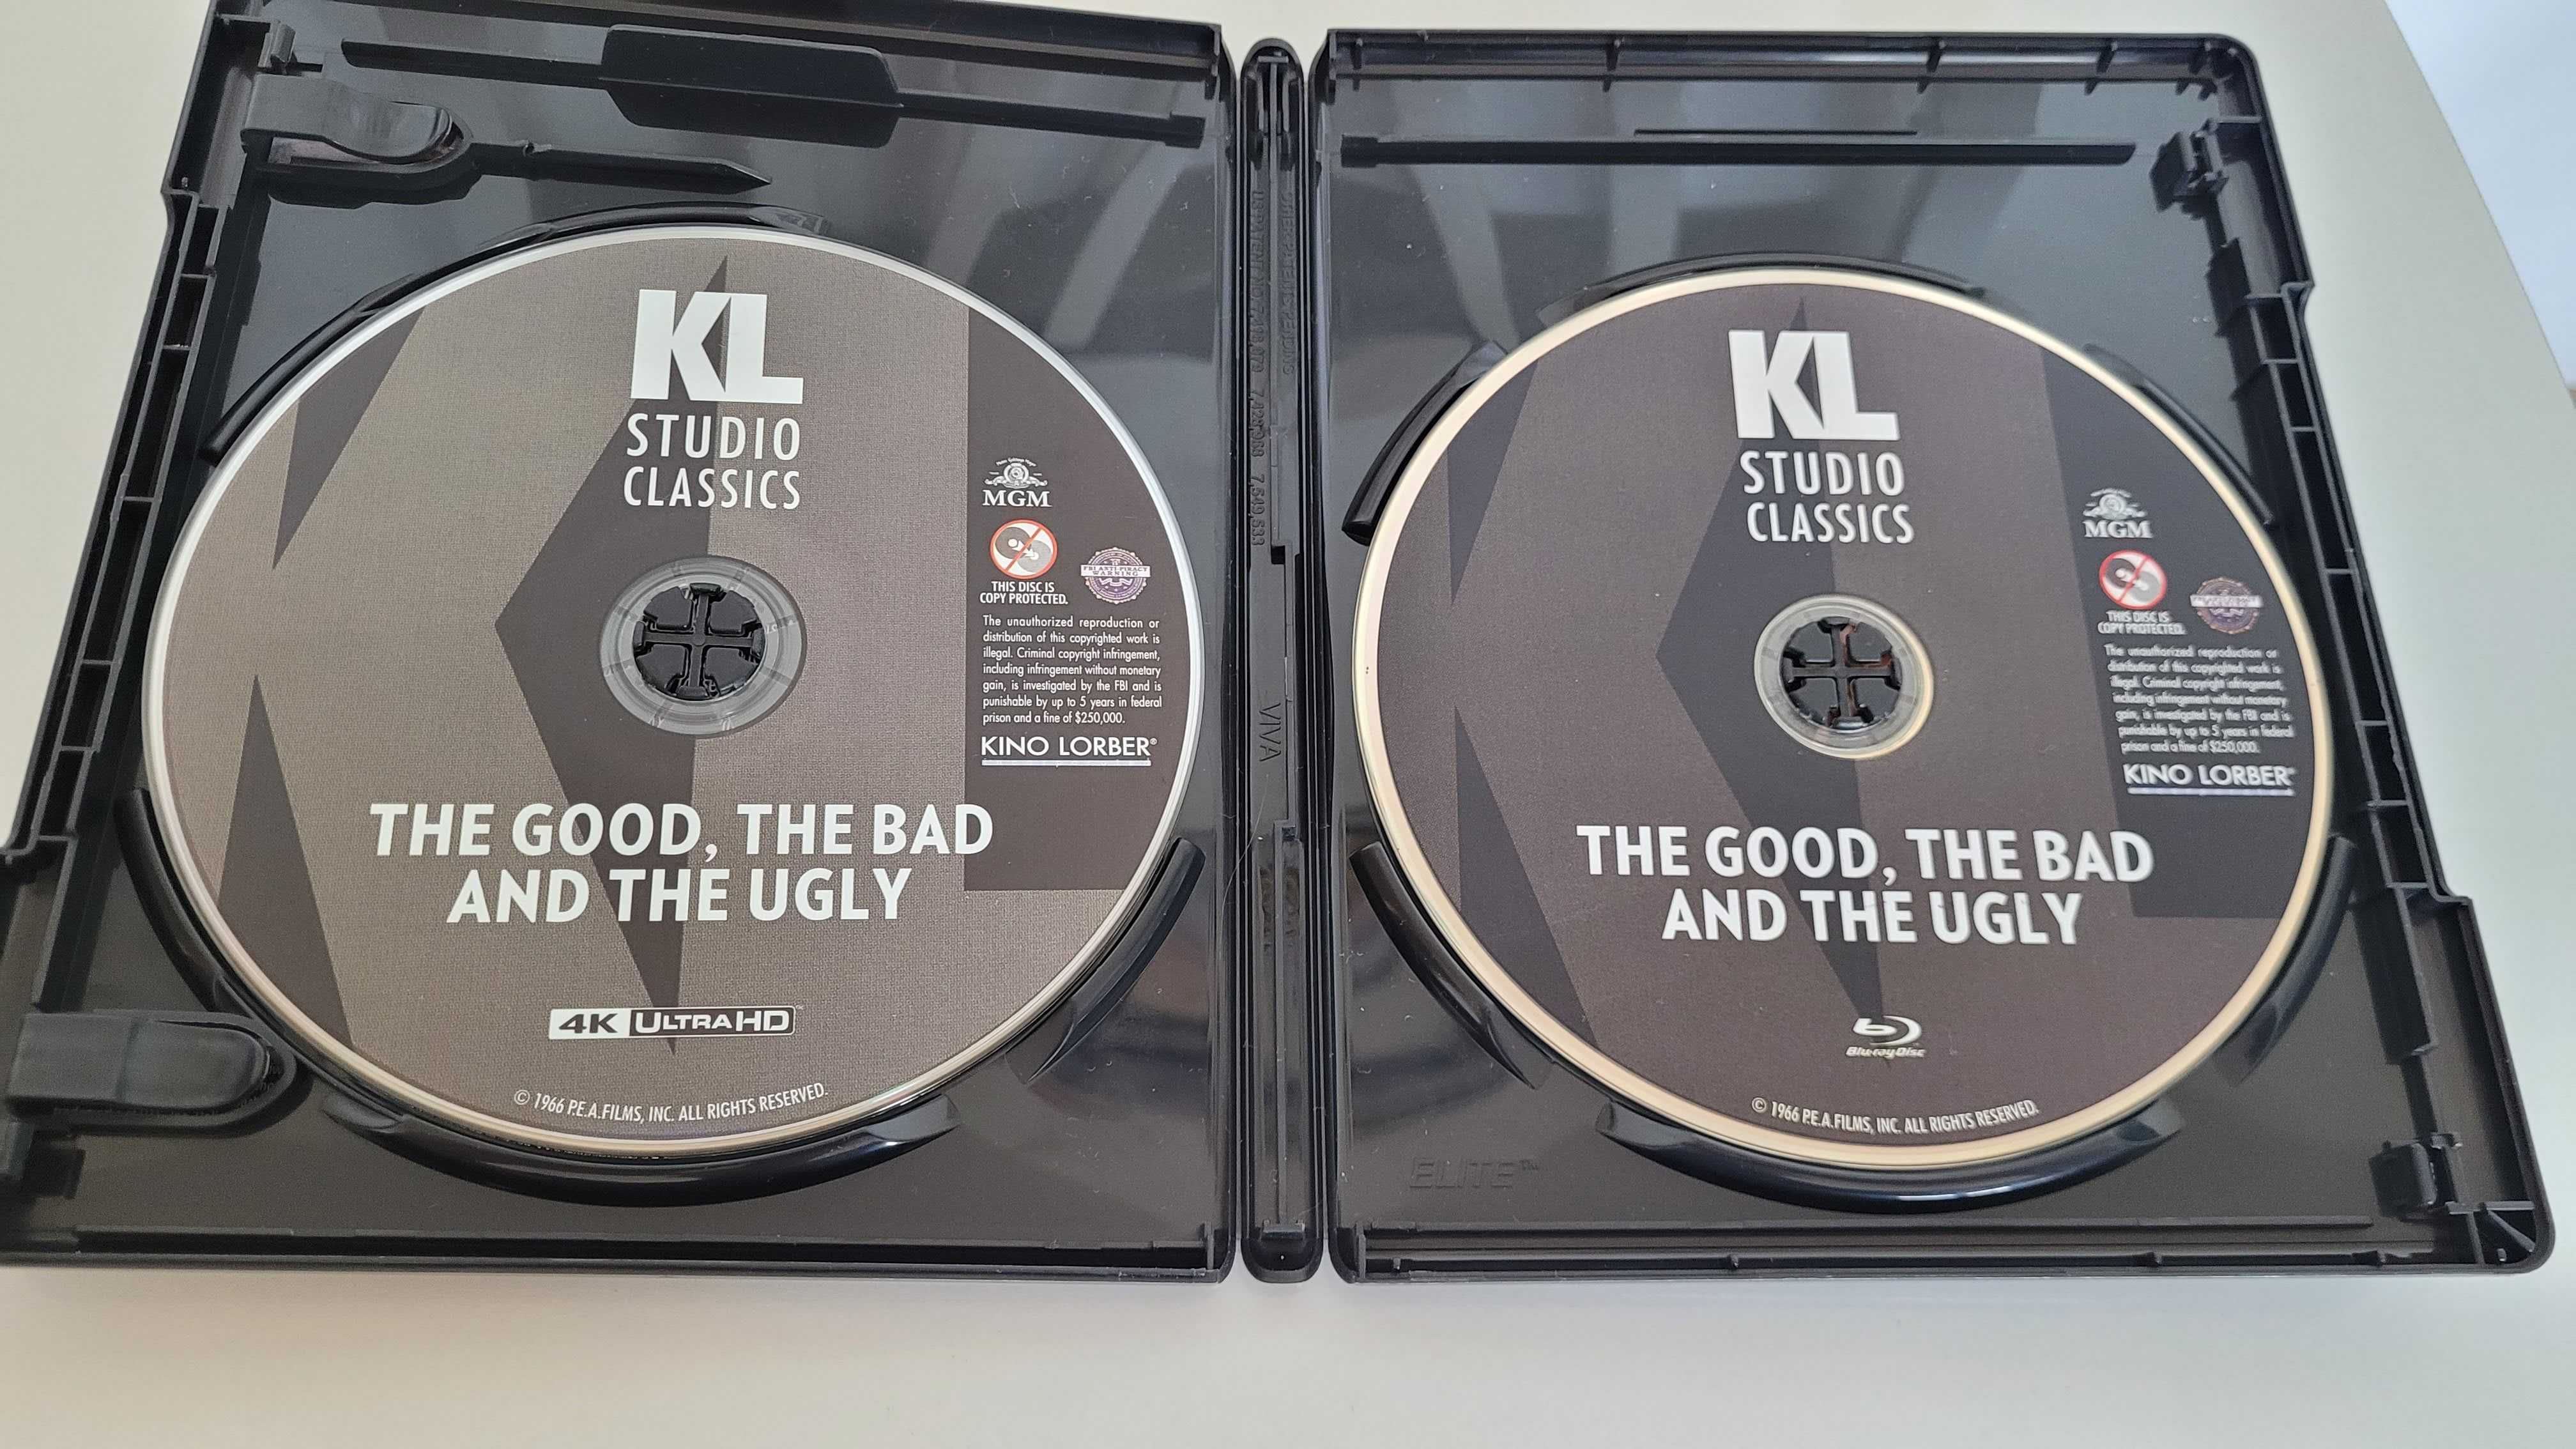 KL
STUDIO
CLASSICS
MGM
THIS DISC IS
COPY PROTECTED.
FBI ANTI-PIRACY
WARNING
The unauthorized reproduction or
distribution of this copyrighted work is
illegal. Criminal copyright infringement,
including infringement without monetary
gain, is investigated by the FBI and is
punishable by up to 5 years in federal
prison and a fine of $250,000.
KINO LORBER®
THE GOOD, THE BAD
AND THE UGLY
4K ULTRA HD™
© 1966 P.E.A.FILMS, INC. ALL RIGHTS RESERVED.
VIVA
KL
STUDIO
CLASSICS
MGM
THIS DISC IS
COPY PROTECTED.
The unauthorized reproduction or
distribution of this copyrighted work is
illegal. Criminal copyright infringement,
including infringement without monetary
gain, is investigated by the FBI and is
punishable by up to 5 years in federal
prison and a fine of $250,000.
KINO LORBER®
THE GOOD, THE BAD
AND THE UGLY
Blu-ray Disc
© 1966 P.E.A.FILMS, INC. ALL RIGHTS RESERVED.
ELITE™